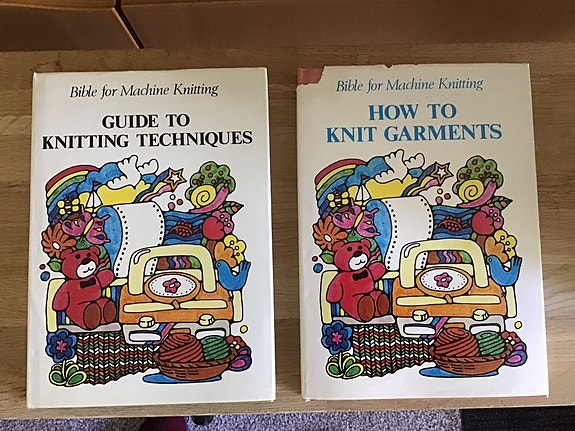 Bible for Machine Knitting
GUIDE TO
KNITTING TECHNIQUES
Bible for Machine Knitting
HOW TO
KNIT GARMENTS